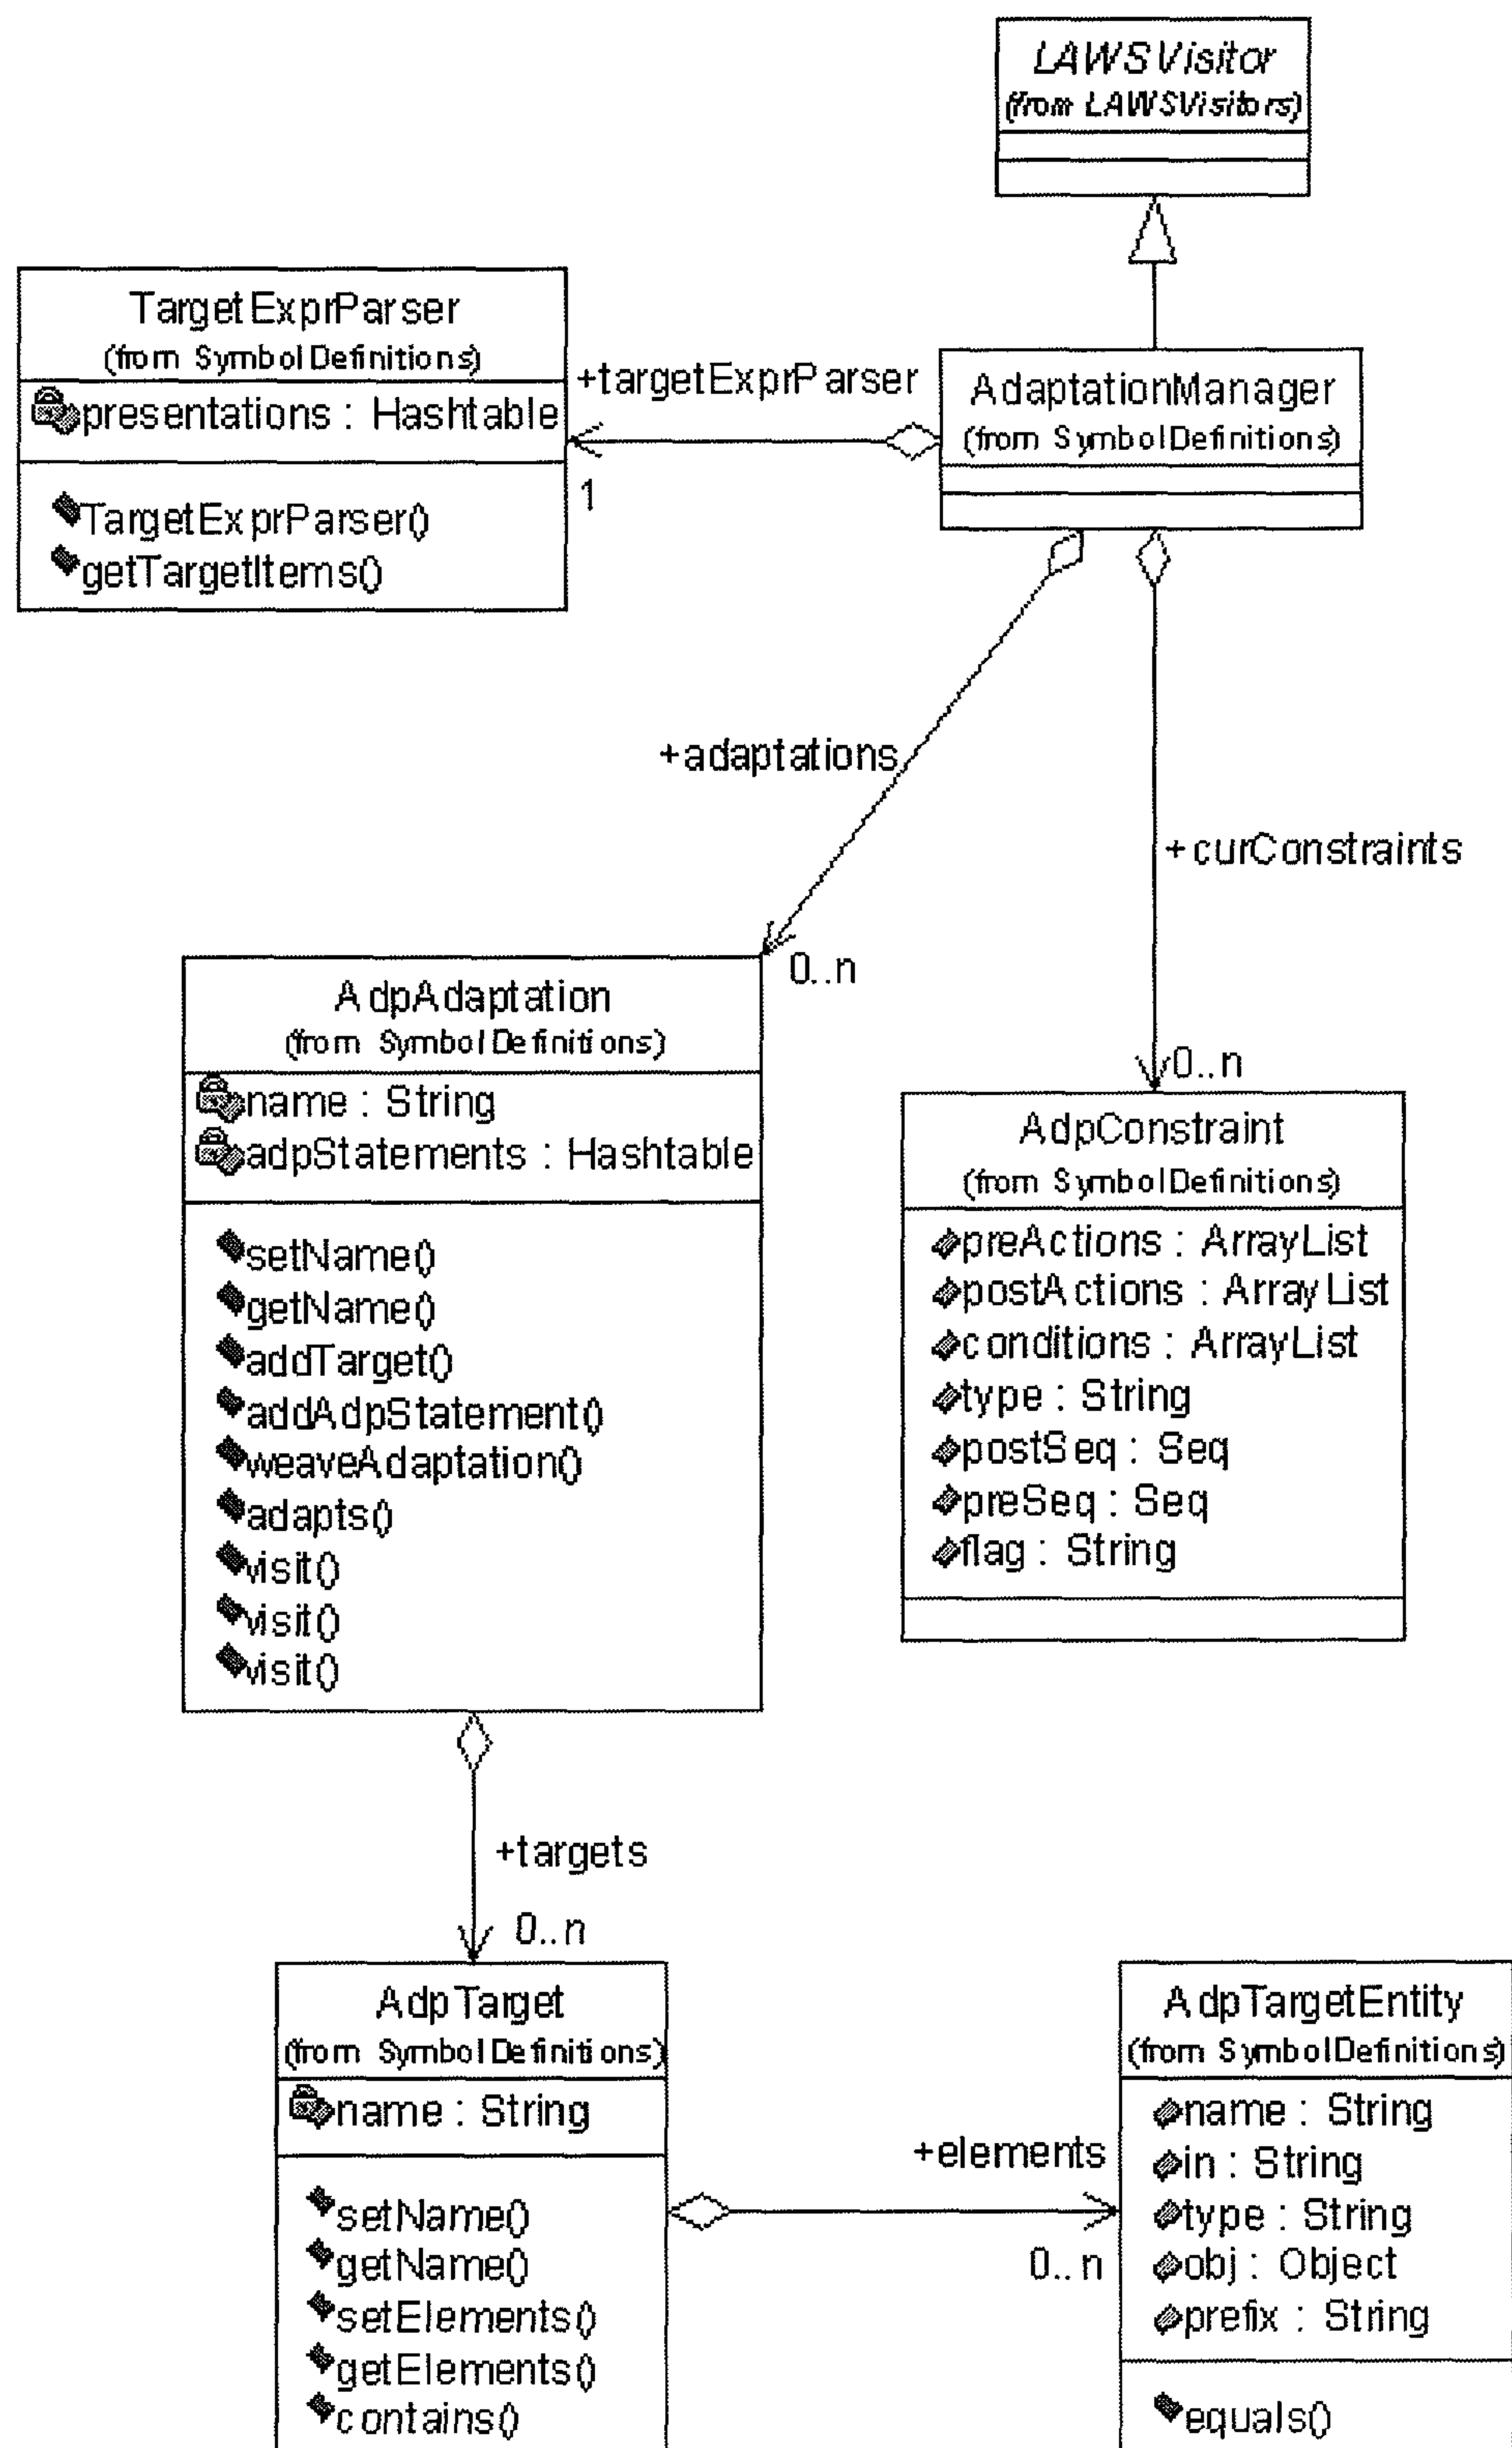 LAWSVisitor
(from LAWSVisitors)
TargetExprParser
(from SymbolDefinitions)
presentations : Hashtable
TargetExprParser()
getTargetItems()
+targetExprParser
1
AdaptationManager
(from SymbolDefinitions)
+adaptations
0..n
+curConstraints
0..n
AdpAdaptation
(from SymbolDefinitions)
name : String
adpStatements : Hashtable
setName()
getName()
addTarget()
addAdpStatement()
weaveAdaptation()
adapts()
visit()
visit()
visit()
AdpConstraint
(from SymbolDefinitions)
preActions : ArrayList
postActions : ArrayList
conditions : ArrayList
type : String
postSeq : Seq
preSeq : Seq
flag : String
+targets
0..n
AdpTarget
(from SymbolDefinitions)
name : String
setName()
getName()
setElements()
getElements()
contains()
+elements
0..n
AdpTargetEntity
(from SymbolDefinitions)
name : String
in : String
type : String
obj : Object
prefix : String
equals()